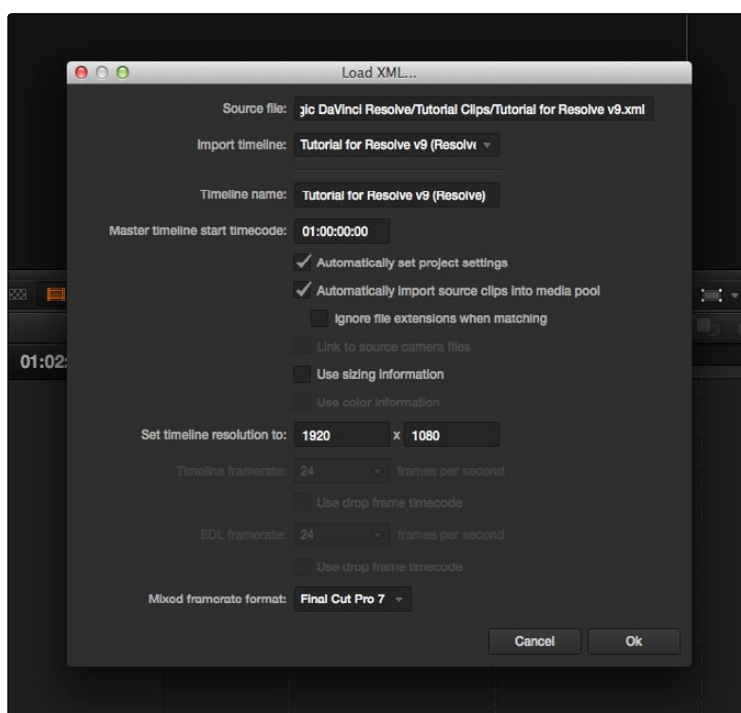 Load XML...
Source file: gic DaVinci Resolve/Tutorial Clips/Tutorial for Resolve v9.xml
Import timeline: Tutorial for Resolve v9 (Resolve
Timeline name: Tutorial for Resolve v9 (Resolve)
Master timeline start timecode: 01:00:00:00
Automatically set project settings
Automatically import source clips into media pool
Ignore file extensions when matching
Link to source camera files
01:02:
Use sizing information
Use color information
Set timeline resolution to: 1920 x 1080
Timeline framerate: 24 frames per second
Use drop frame timecode
EDL framerate: 24 frames per second
Use drop frame timecode
Mixed framerate format: Final Cut Pro 7
Cancel Ok